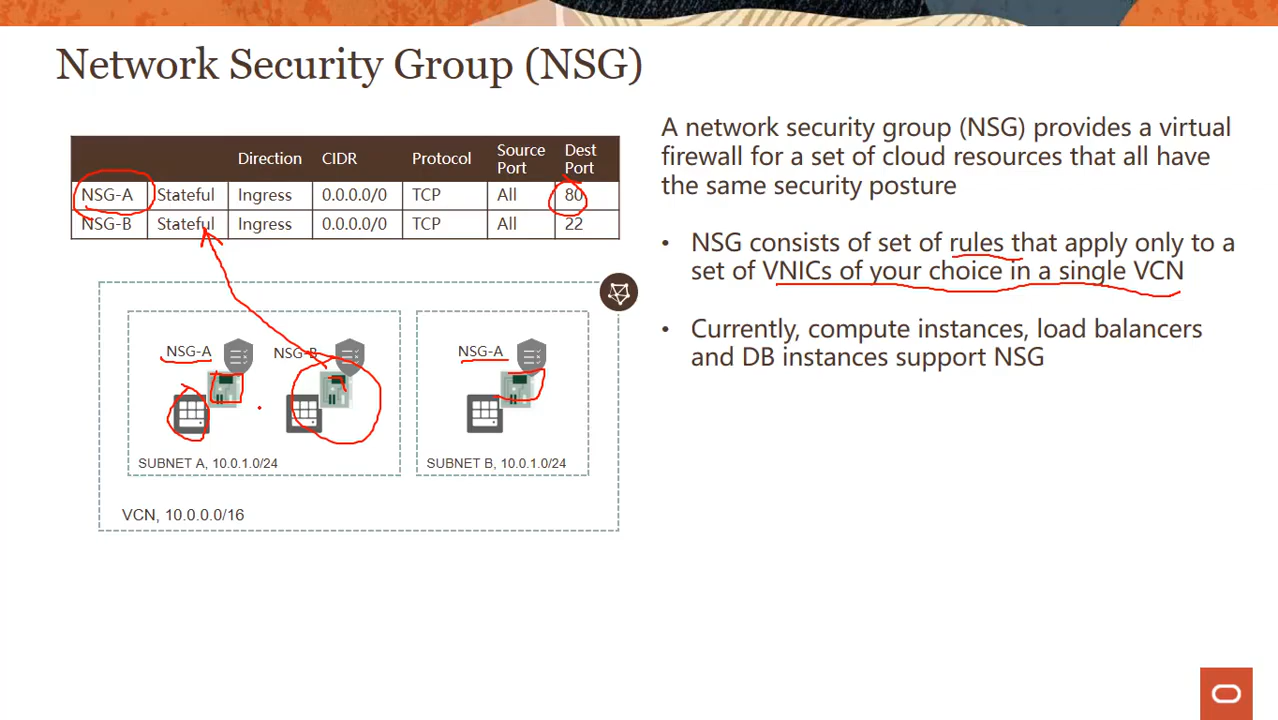 Network Security Group (NSG)
Direction CIDR Protocol Source Port Dest Port
NSG-A Stateful Ingress 0.0.0.0/0 TCP All 80
NSG-B Stateful Ingress 0.0.0.0/0 TCP All 22
NSG-A NSG-B NSG-A
SUBNET A, 10.0.1.0/24 SUBNET B, 10.0.1.0/24
VCN, 10.0.0.0/16
A network security group (NSG) provides a virtual
firewall for a set of cloud resources that all have
the same security posture
• NSG consists of set of rules that apply only to a
set of VNICs of your choice in a single VCN
• Currently, compute instances, load balancers
and DB instances support NSG